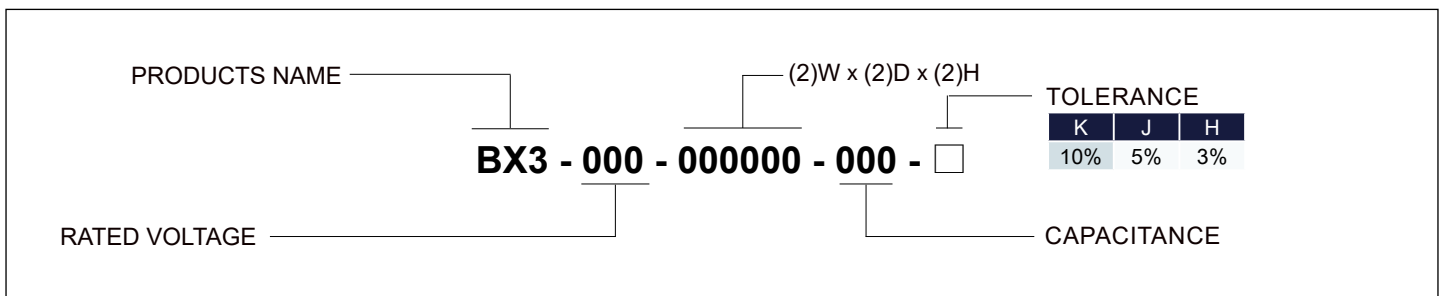 PRODUCTS NAME
(2)W x (2)D x (2)H
TOLERANCE
K J H
10% 5% 3%
BX3 - 000 - 000000 - 000 - □
RATED VOLTAGE
CAPACITANCE